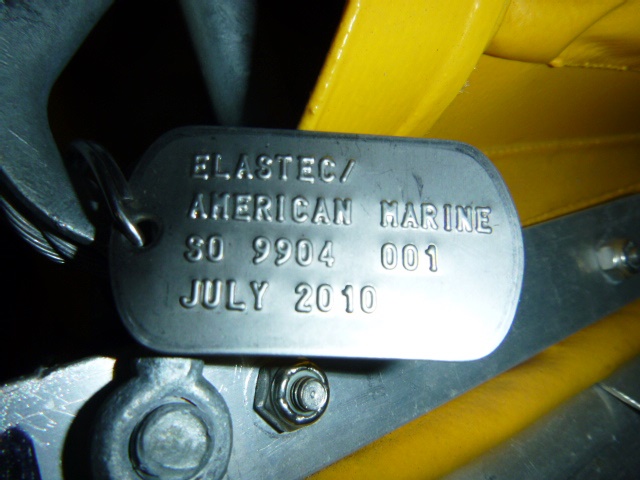 ELASTEC/
AMERICAN MARINE
SO 9904 001
JULY 2010